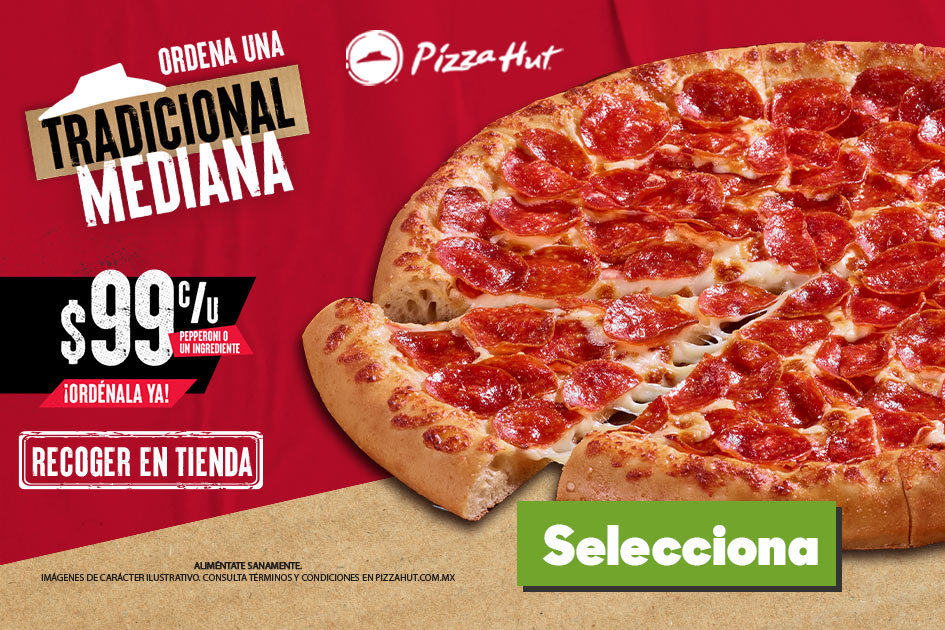 ORDENA UNA
TRADICIONAL
MEDIANA
Pizza Hut
$99 c/u
PEPPERONI O
UN INGREDIENTE
¡ORDÉNALA YA!
RECOGER EN TIENDA
Selecciona
ALIMÉNTATE SANAMENTE.
IMÁGENES DE CARÁCTER ILUSTRATIVO. CONSULTA TÉRMINOS Y CONDICIONES EN PIZZAHUT.COM.MX